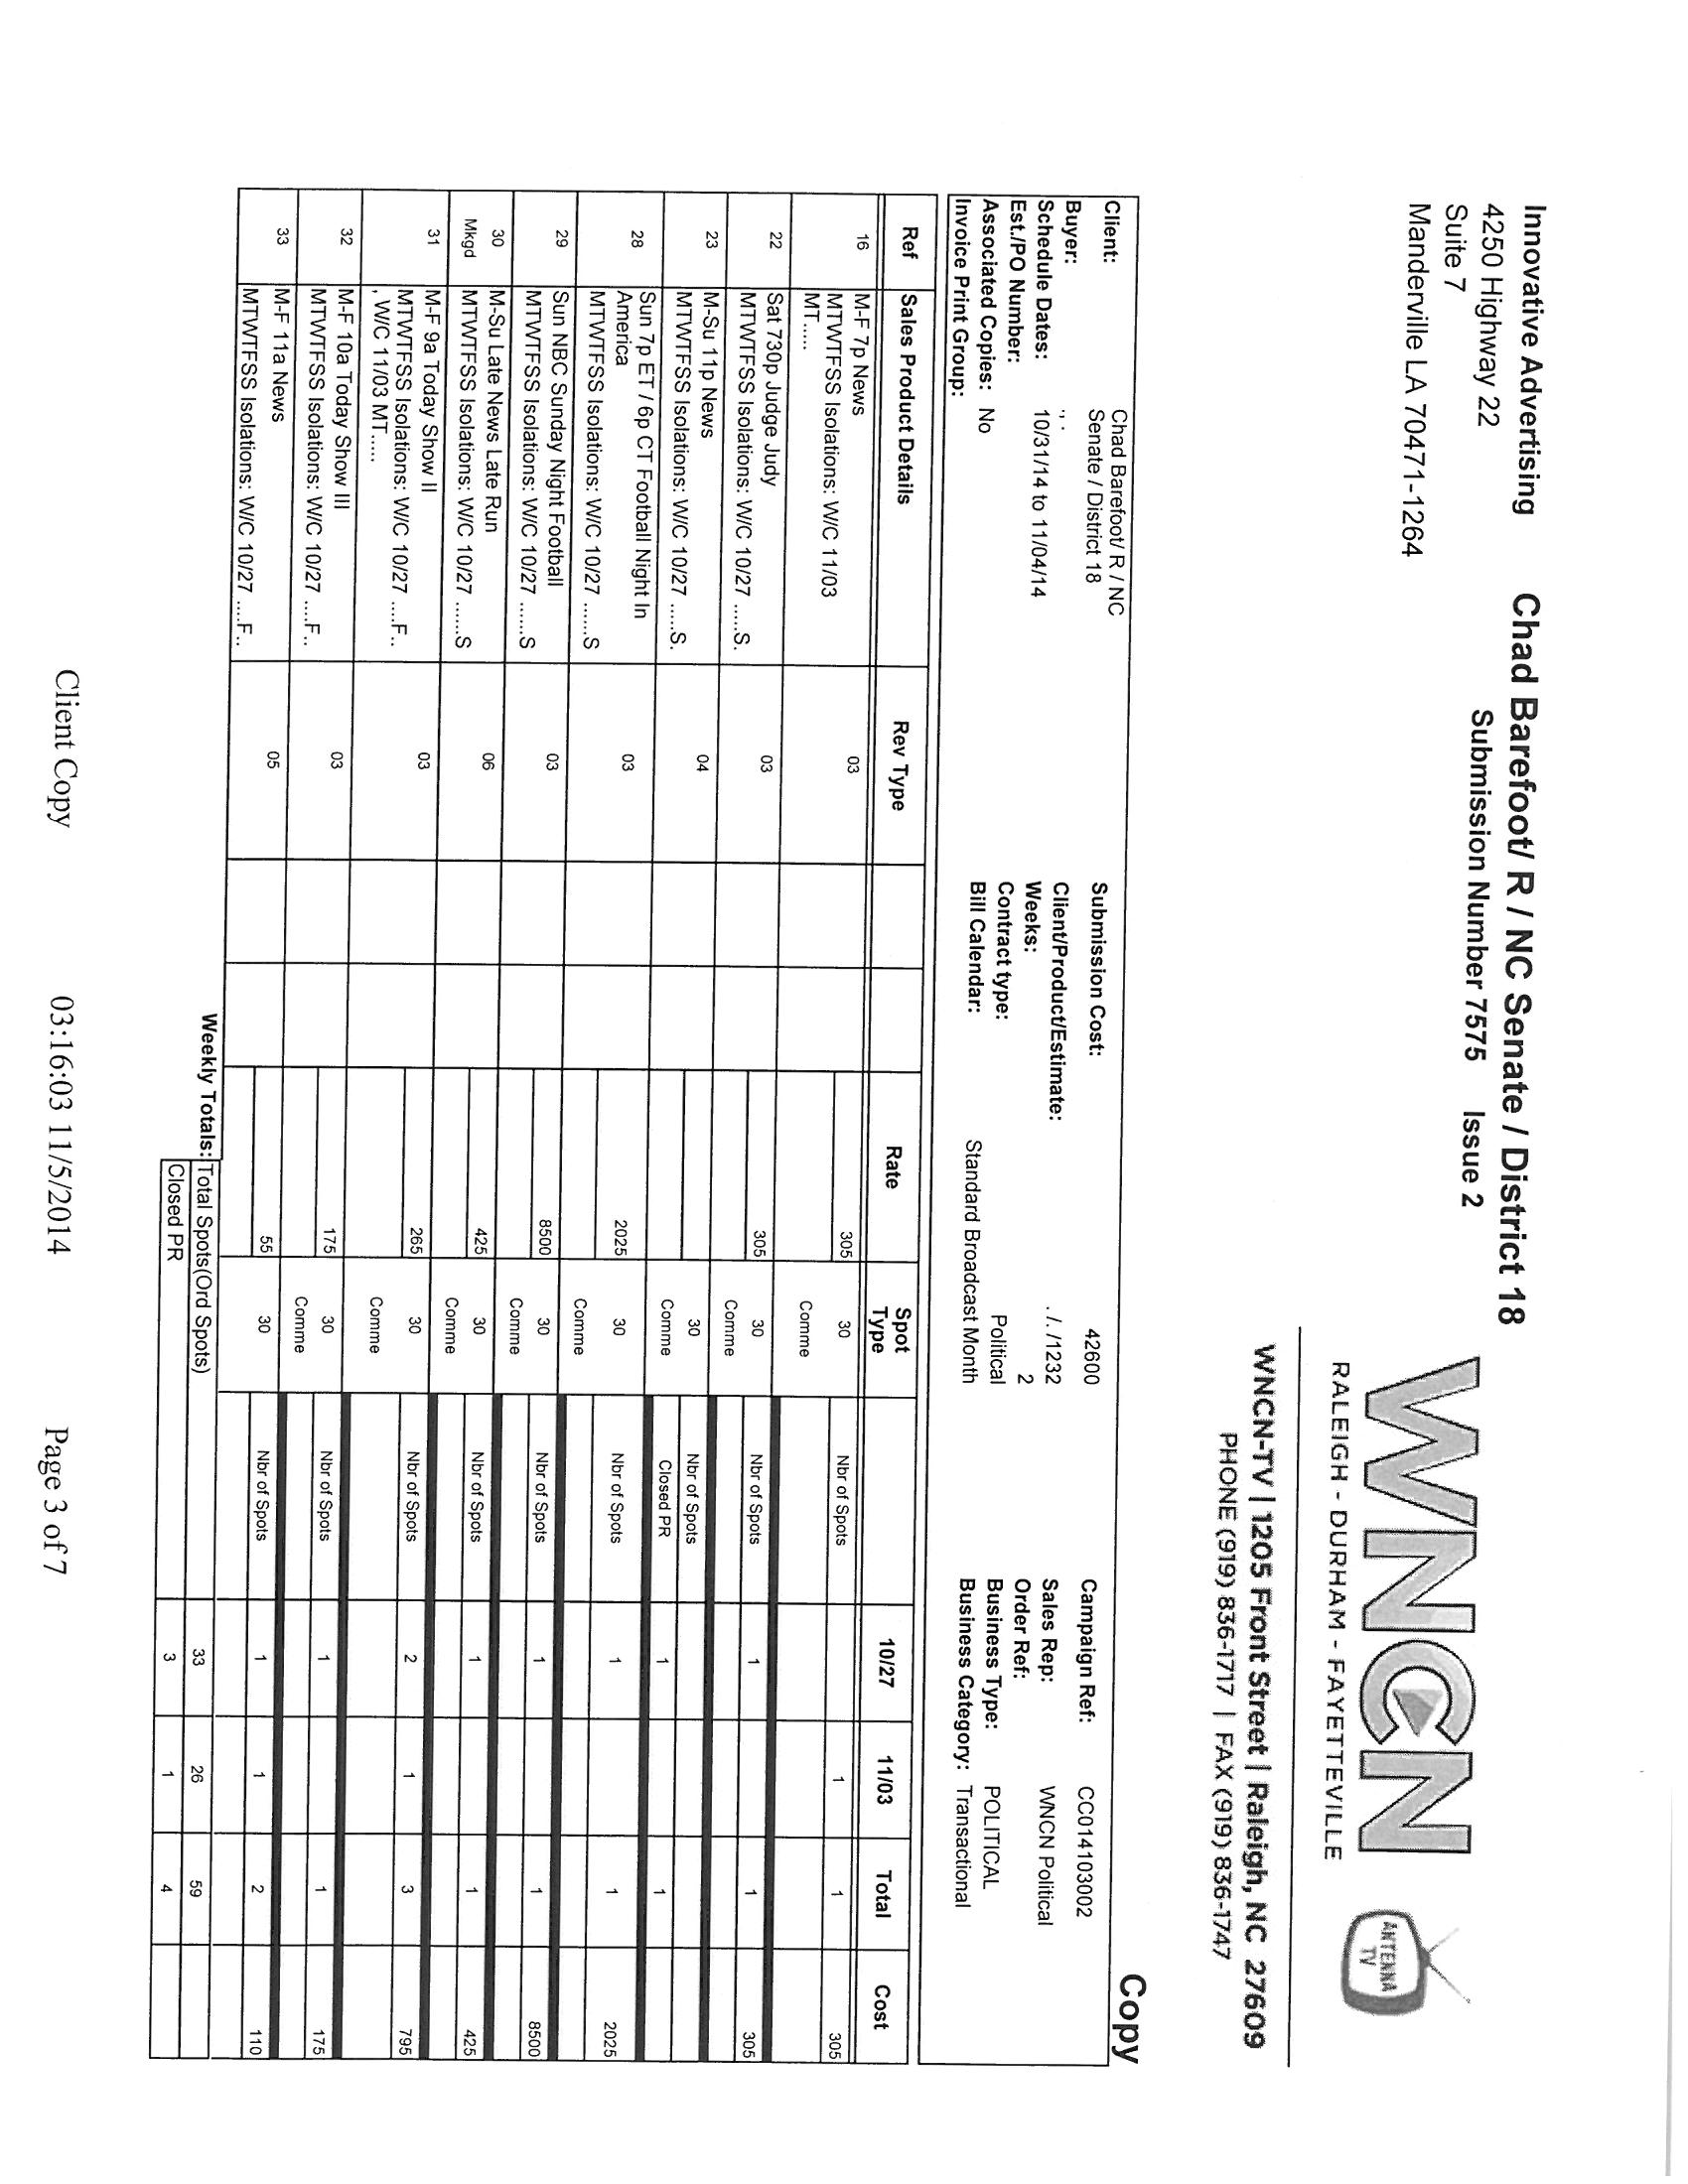 Innovative Advertising
4250 Highway 22
Suite 7
Manderville LA 70471-1264
Chad Barefoot/ R / NC Senate / District 18
Submission Number 7575 Issue 2
WNCN
ANTENNA
TV
RALEIGH - DURHAM - FAYETTEVILLE
WNCN-TV | 1205 Front Street | Raleigh, NC 27609
PHONE (919) 836-1717 | FAX (919) 836-1747
Copy
Client: Chad Barefoot/ R / NC
Senate / District 18
Buyer: ., .
Schedule Dates: 10/31/14 to 11/04/14
Est./PO Number:
Associated Copies: No
Invoice Print Group:
Submission Cost: 42600
Client/Product/Estimate: . /. /1232
Weeks: 2
Contract type: Political
Bill Calendar: Standard Broadcast Month
Campaign Ref: CC014103002
Sales Rep: WNCN Political
Order Ref:
Business Type: POLITICAL
Business Category: Transactional
Ref Sales Product Details Rev Type Rate Spot Type 10/27 11/03 Total Cost
16 M-F 7p News 03 305 30 Nbr of Spots 1 1 305
MTWTFSS Isolations: W/C 11/03 Comme
MT.....
22 Sat 730p Judge Judy 03 305 30 Nbr of Spots 1 1 305
MTWTFSS Isolations: W/C 10/27 .....S. Comme
23 M-Su 11p News 04 30 Nbr of Spots
MTWTFSS Isolations: W/C 10/27 .....S. Comme Closed PR 1 1
28 Sun 7p ET / 6p CT Football Night In 03 2025 30 Nbr of Spots 1 1 2025
America
MTWTFSS Isolations: W/C 10/27 ......S Comme
29 Sun NBC Sunday Night Football 03 8500 30 Nbr of Spots 1 1 8500
MTWTFSS Isolations: W/C 10/27 ......S Comme
30 M-Su Late News Late Run 06 425 30 Nbr of Spots 1 1 425
Mkgd MTWTFSS Isolations: W/C 10/27 ......S Comme
31 M-F 9a Today Show II 03 265 30 Nbr of Spots 2 1 3 795
MTWTFSS Isolations: W/C 10/27 ....F.. Comme
, W/C 11/03 MT.....
32 M-F 10a Today Show III 03 175 30 Nbr of Spots 1 1 175
MTWTFSS Isolations: W/C 10/27 ....F.. Comme
33 M-F 11a News 05 55 30 Nbr of Spots 1 1 2 110
MTWTFSS Isolations: W/C 10/27 ....F..
Weekly Totals: Total Spots(Ord Spots) 33 26 59
Closed PR 3 1 4
Client Copy 03:16:03 11/5/2014 Page 3 of 7